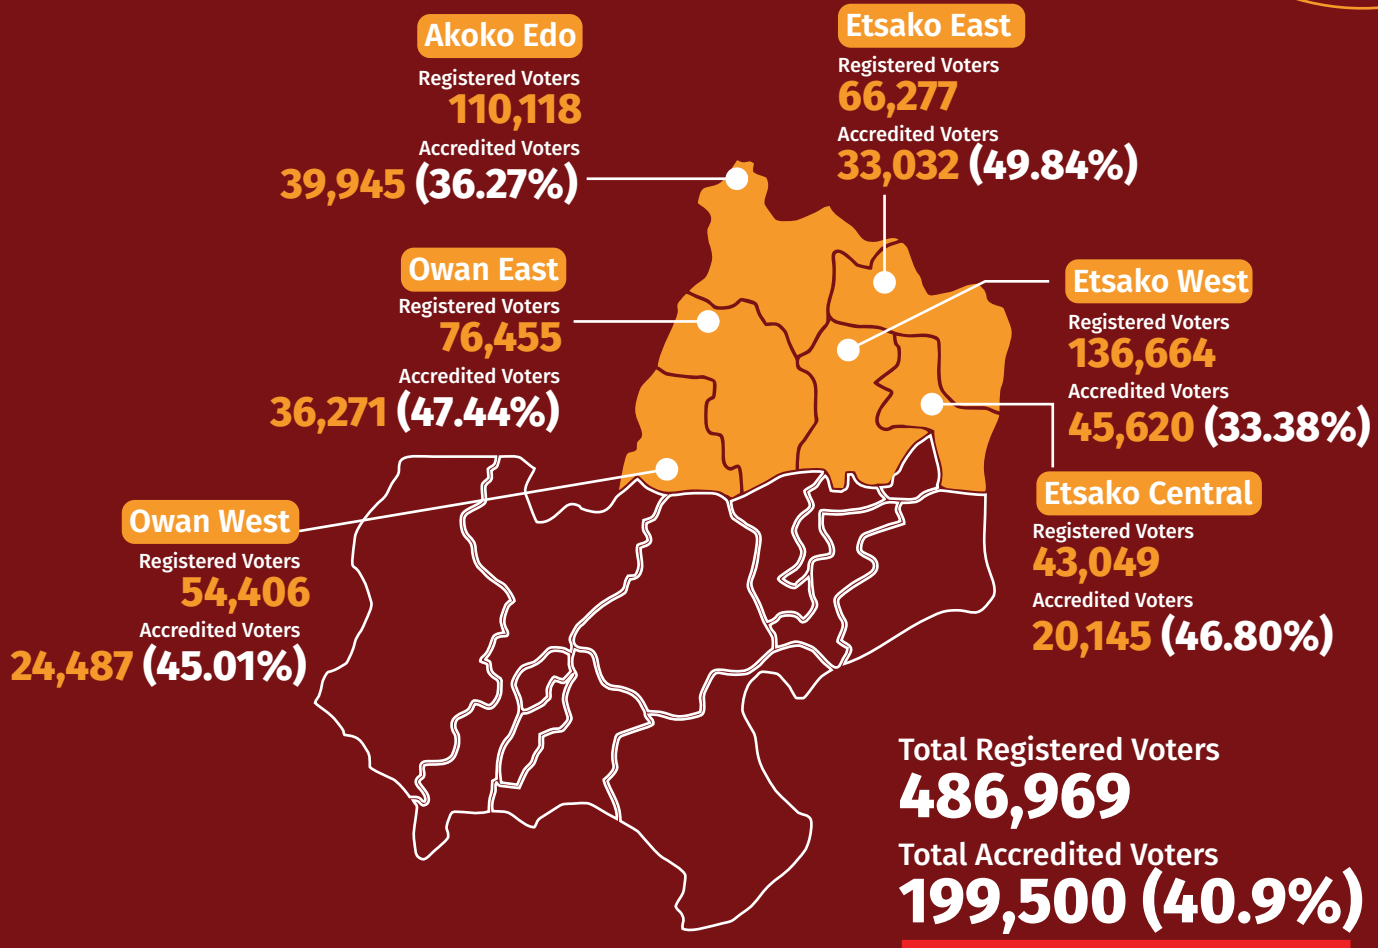 Akoko Edo
Registered Voters
110,118
Accredited Voters
39,945 (36.27%)
Etsako East
Registered Voters
66,277
Accredited Voters
33,032 (49.84%)
Owan East
Registered Voters
76,455
Accredited Voters
36,271 (47.44%)
Etsako West
Registered Voters
136,664
Accredited Voters
45,620 (33.38%)
Owan West
Registered Voters
54,406
Accredited Voters
24,487 (45.01%)
Etsako Central
Registered Voters
43,049
Accredited Voters
20,145 (46.80%)
Total Registered Voters
486,969
Total Accredited Voters
199,500 (40.9%)